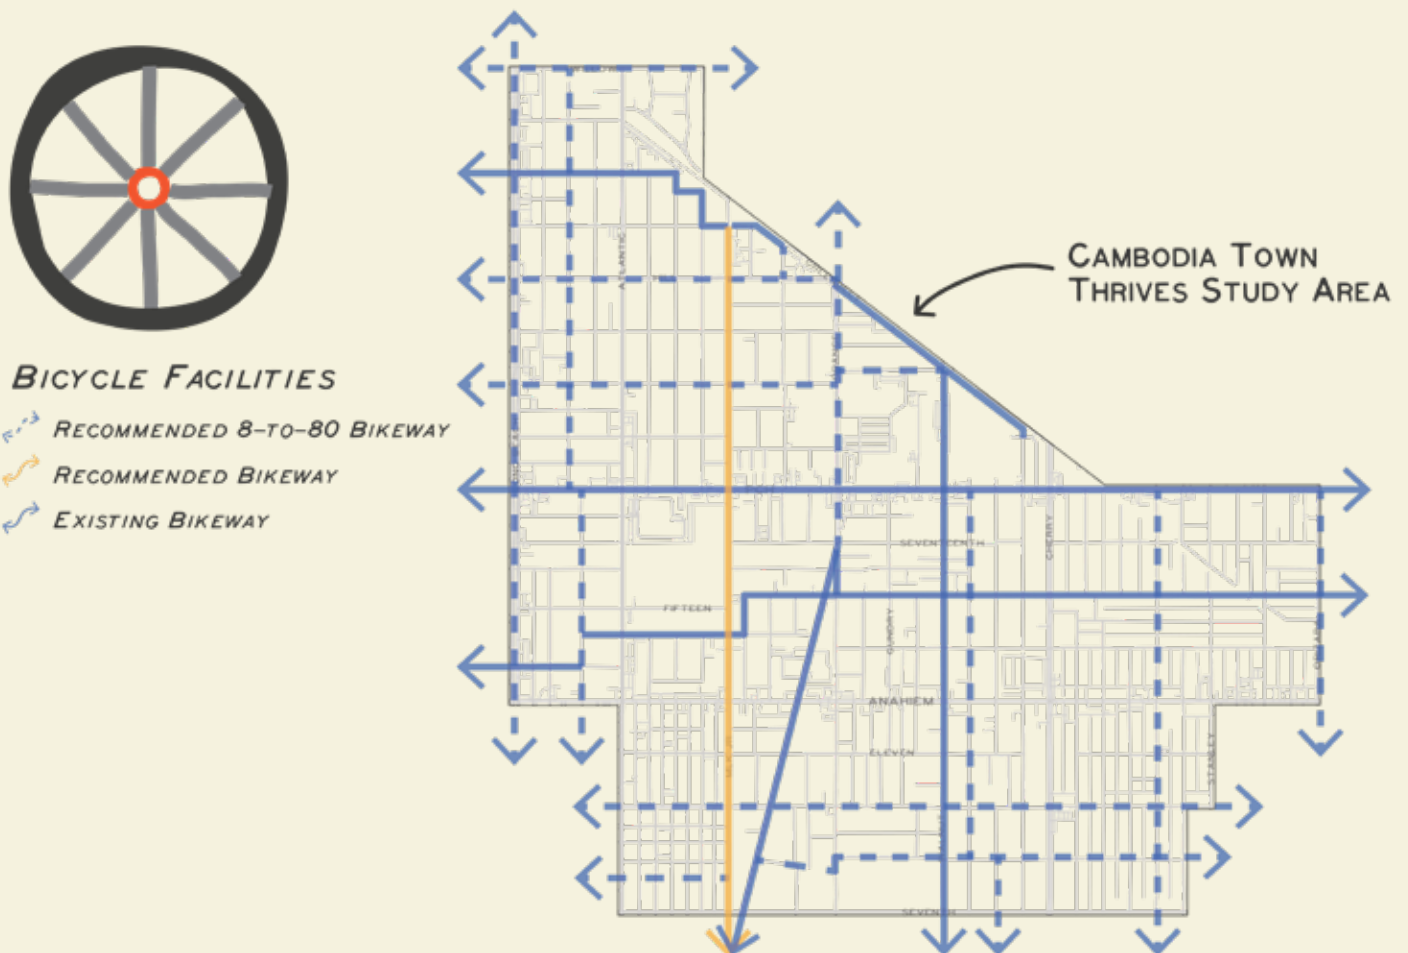 BICYCLE FACILITIES
RECOMMENDED 8-TO-80 BIKEWAY
RECOMMENDED BIKEWAY
EXISTING BIKEWAY
CAMBODIA TOWN
THRIVES STUDY AREA
ATLANTIC
SEVENTEENTH
CHERRY
FIFTEEN
GUNDRY
ANAHIEM
ELEVEN
STANLEY
SEVENTH